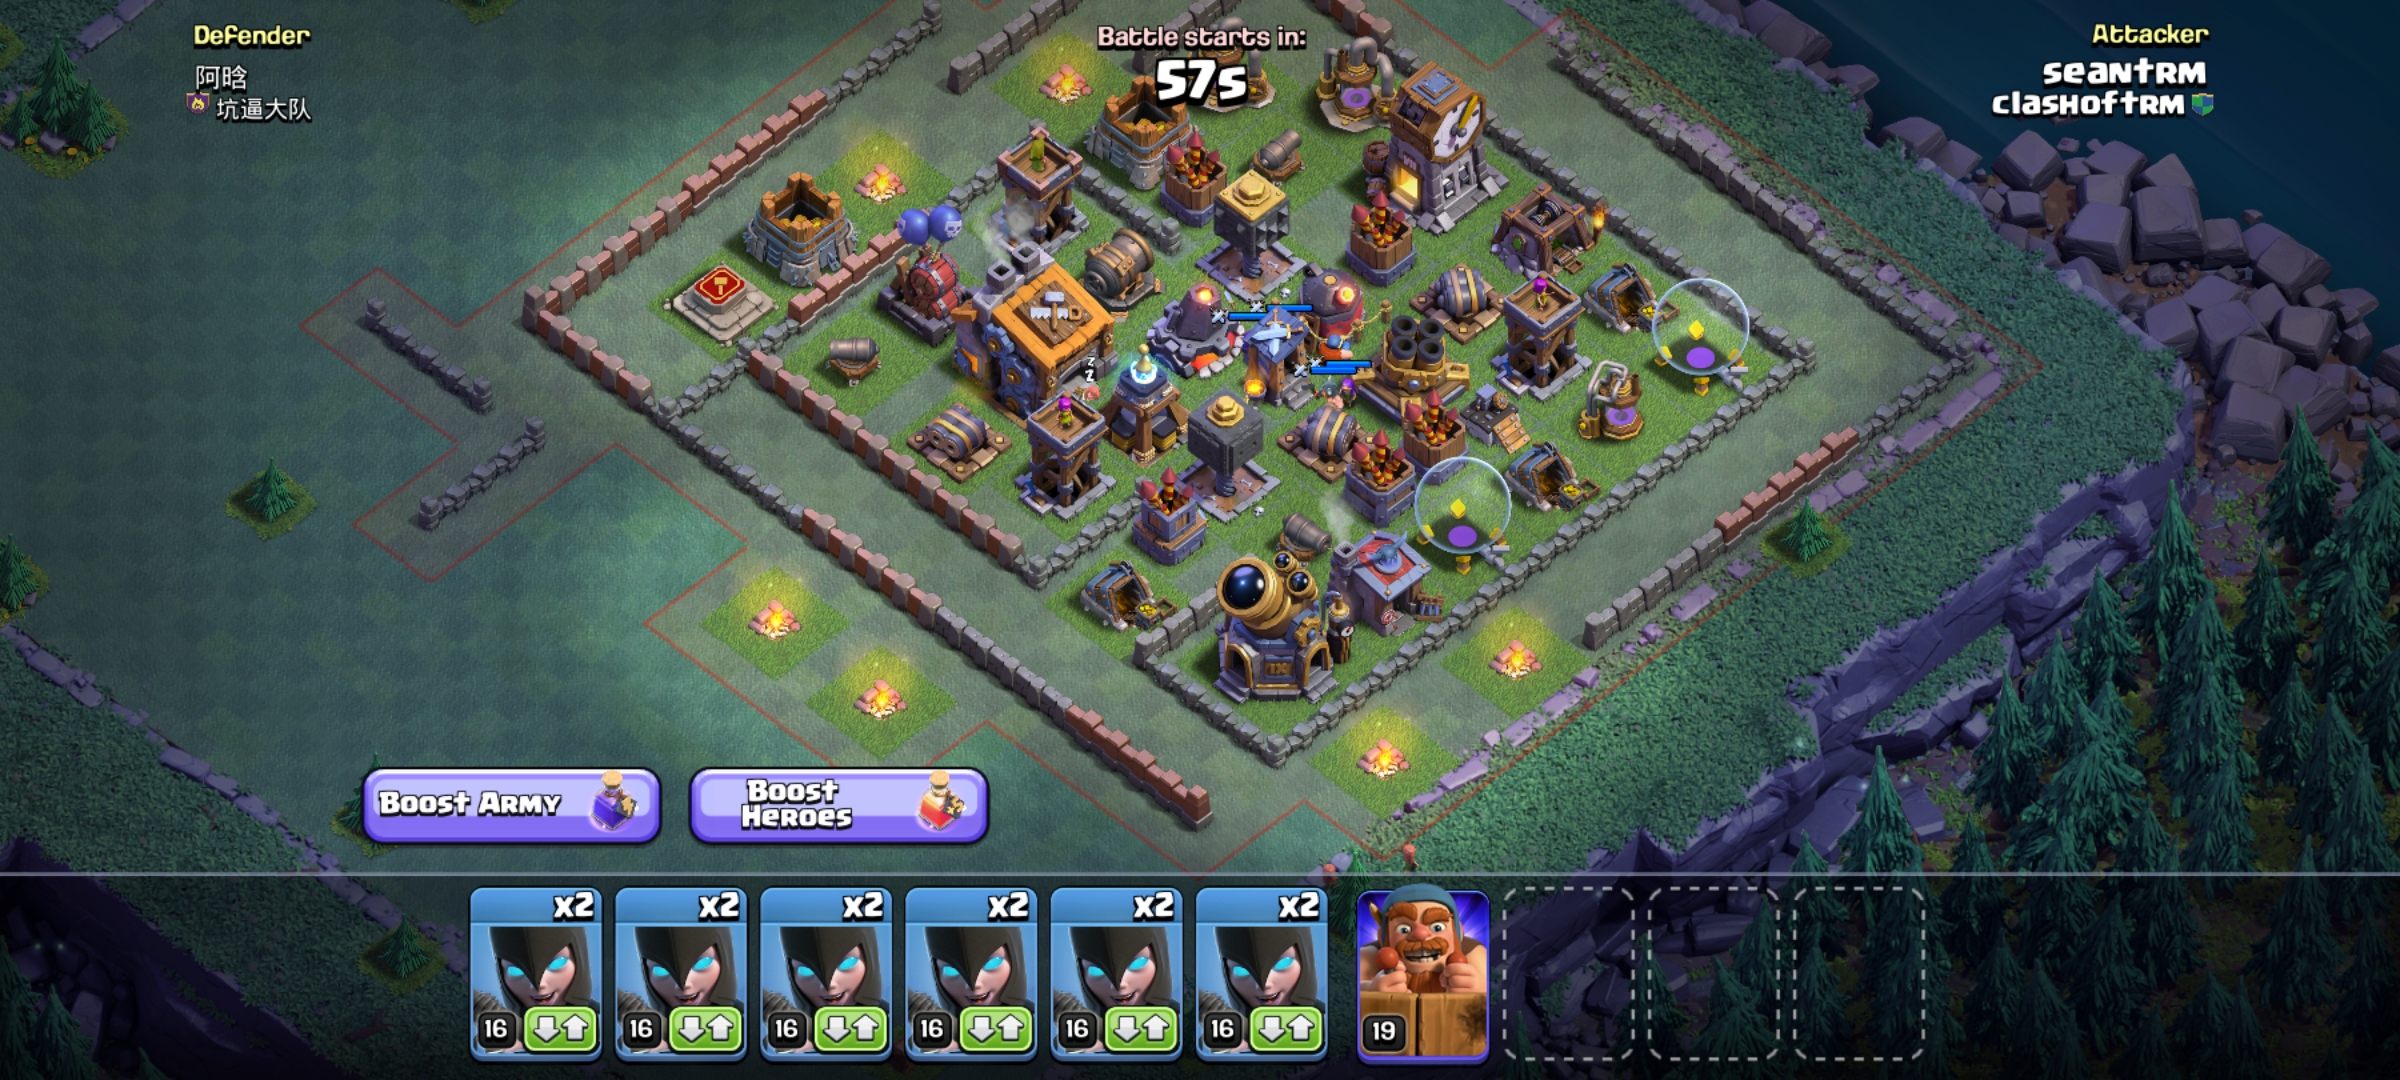 Defender
阿晗
坑逼大队
Battle starts in:
57s
Attacker
seantRM
clashoftRM
z
z
IX
Boost Army
Boost
Heroes
x2
x2
x2
x2
x2
x2
16
16
16
16
16
16
19